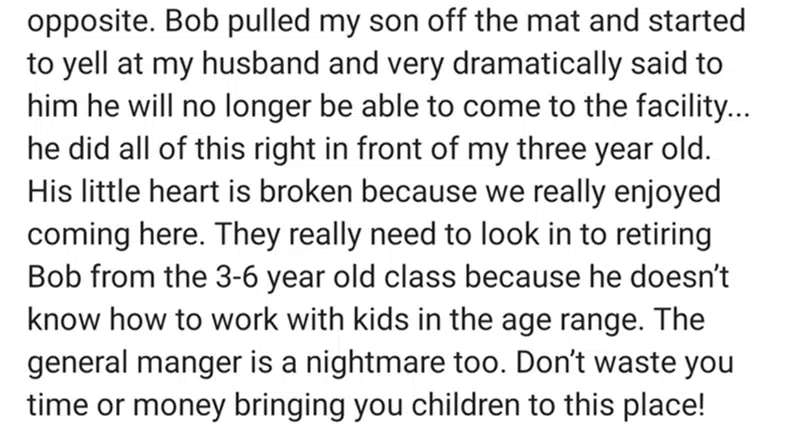 opposite. Bob pulled my son off the mat and started
to yell at my husband and very dramatically said to
him he will no longer be able to come to the facility...
he did all of this right in front of my three year old.
His little heart is broken because we really enjoyed
coming here. They really need to look in to retiring
Bob from the 3-6 year old class because he doesn’t
know how to work with kids in the age range. The
general manger is a nightmare too. Don’t waste you
time or money bringing you children to this place!